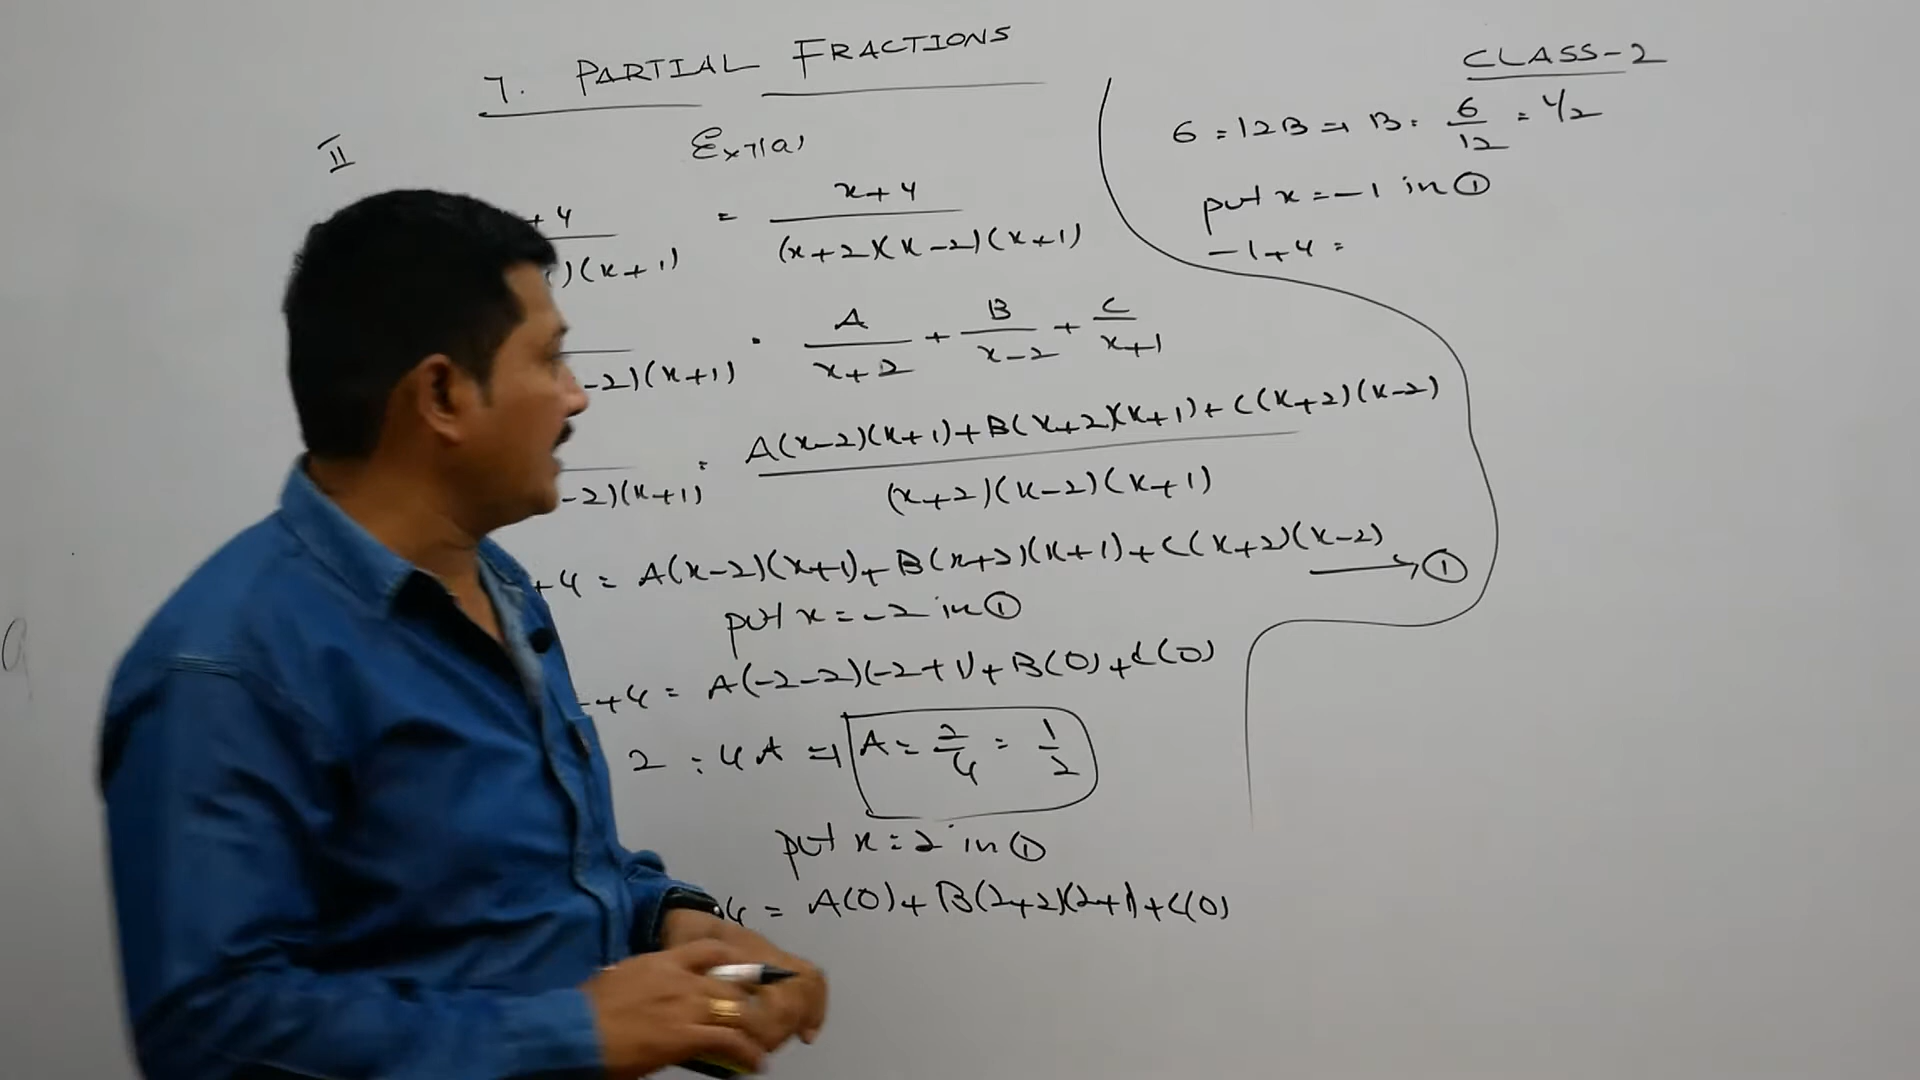 7. PARTIAL FRACTIONS
CLASS-2
II
Ex 7(a)
+4 / )(x+1) = x+4 / (x+2)(x-2)(x+1)
-2)(x+1) = A/x+2 + B/x-2 + C/x+1
-2)(x+1) = A(x-2)(x+1)+B(x+2)(x+1)+C(x+2)(x-2) / (x+2)(x-2)(x+1)
+4 = A(x-2)(x+1)+B(x+2)(x+1)+C(x+2)(x-2) → ①
put x=-2 in ①
+4 = A(-2-2)(-2+1)+B(0)+C(0)
2 = 4A ⇒ A = 2/4 = 1/2
put x=2 in ①
4 = A(0)+B(2+2)(2+1)+C(0)
6 = 12B ⇒ B = 6/12 = 1/2
put x=-1 in ①
-1+4 =